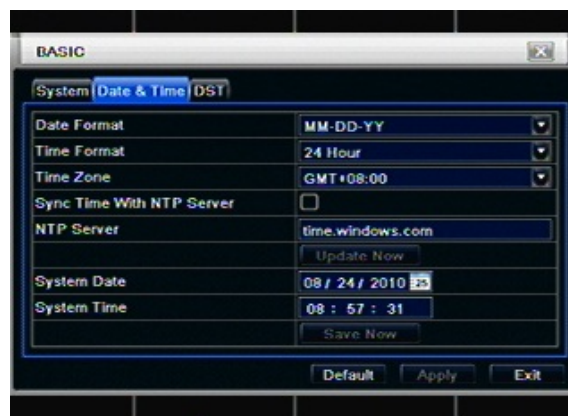 BASIC
System Date & Time DST
Date Format MM-DD-YY
Time Format 24 Hour
Time Zone GMT+08:00
Sync Time With NTP Server
NTP Server time.windows.com
Update Now
System Date 08 / 24 / 2010 25
System Time 08 : 57 : 31
Save Now
Default Apply Exit